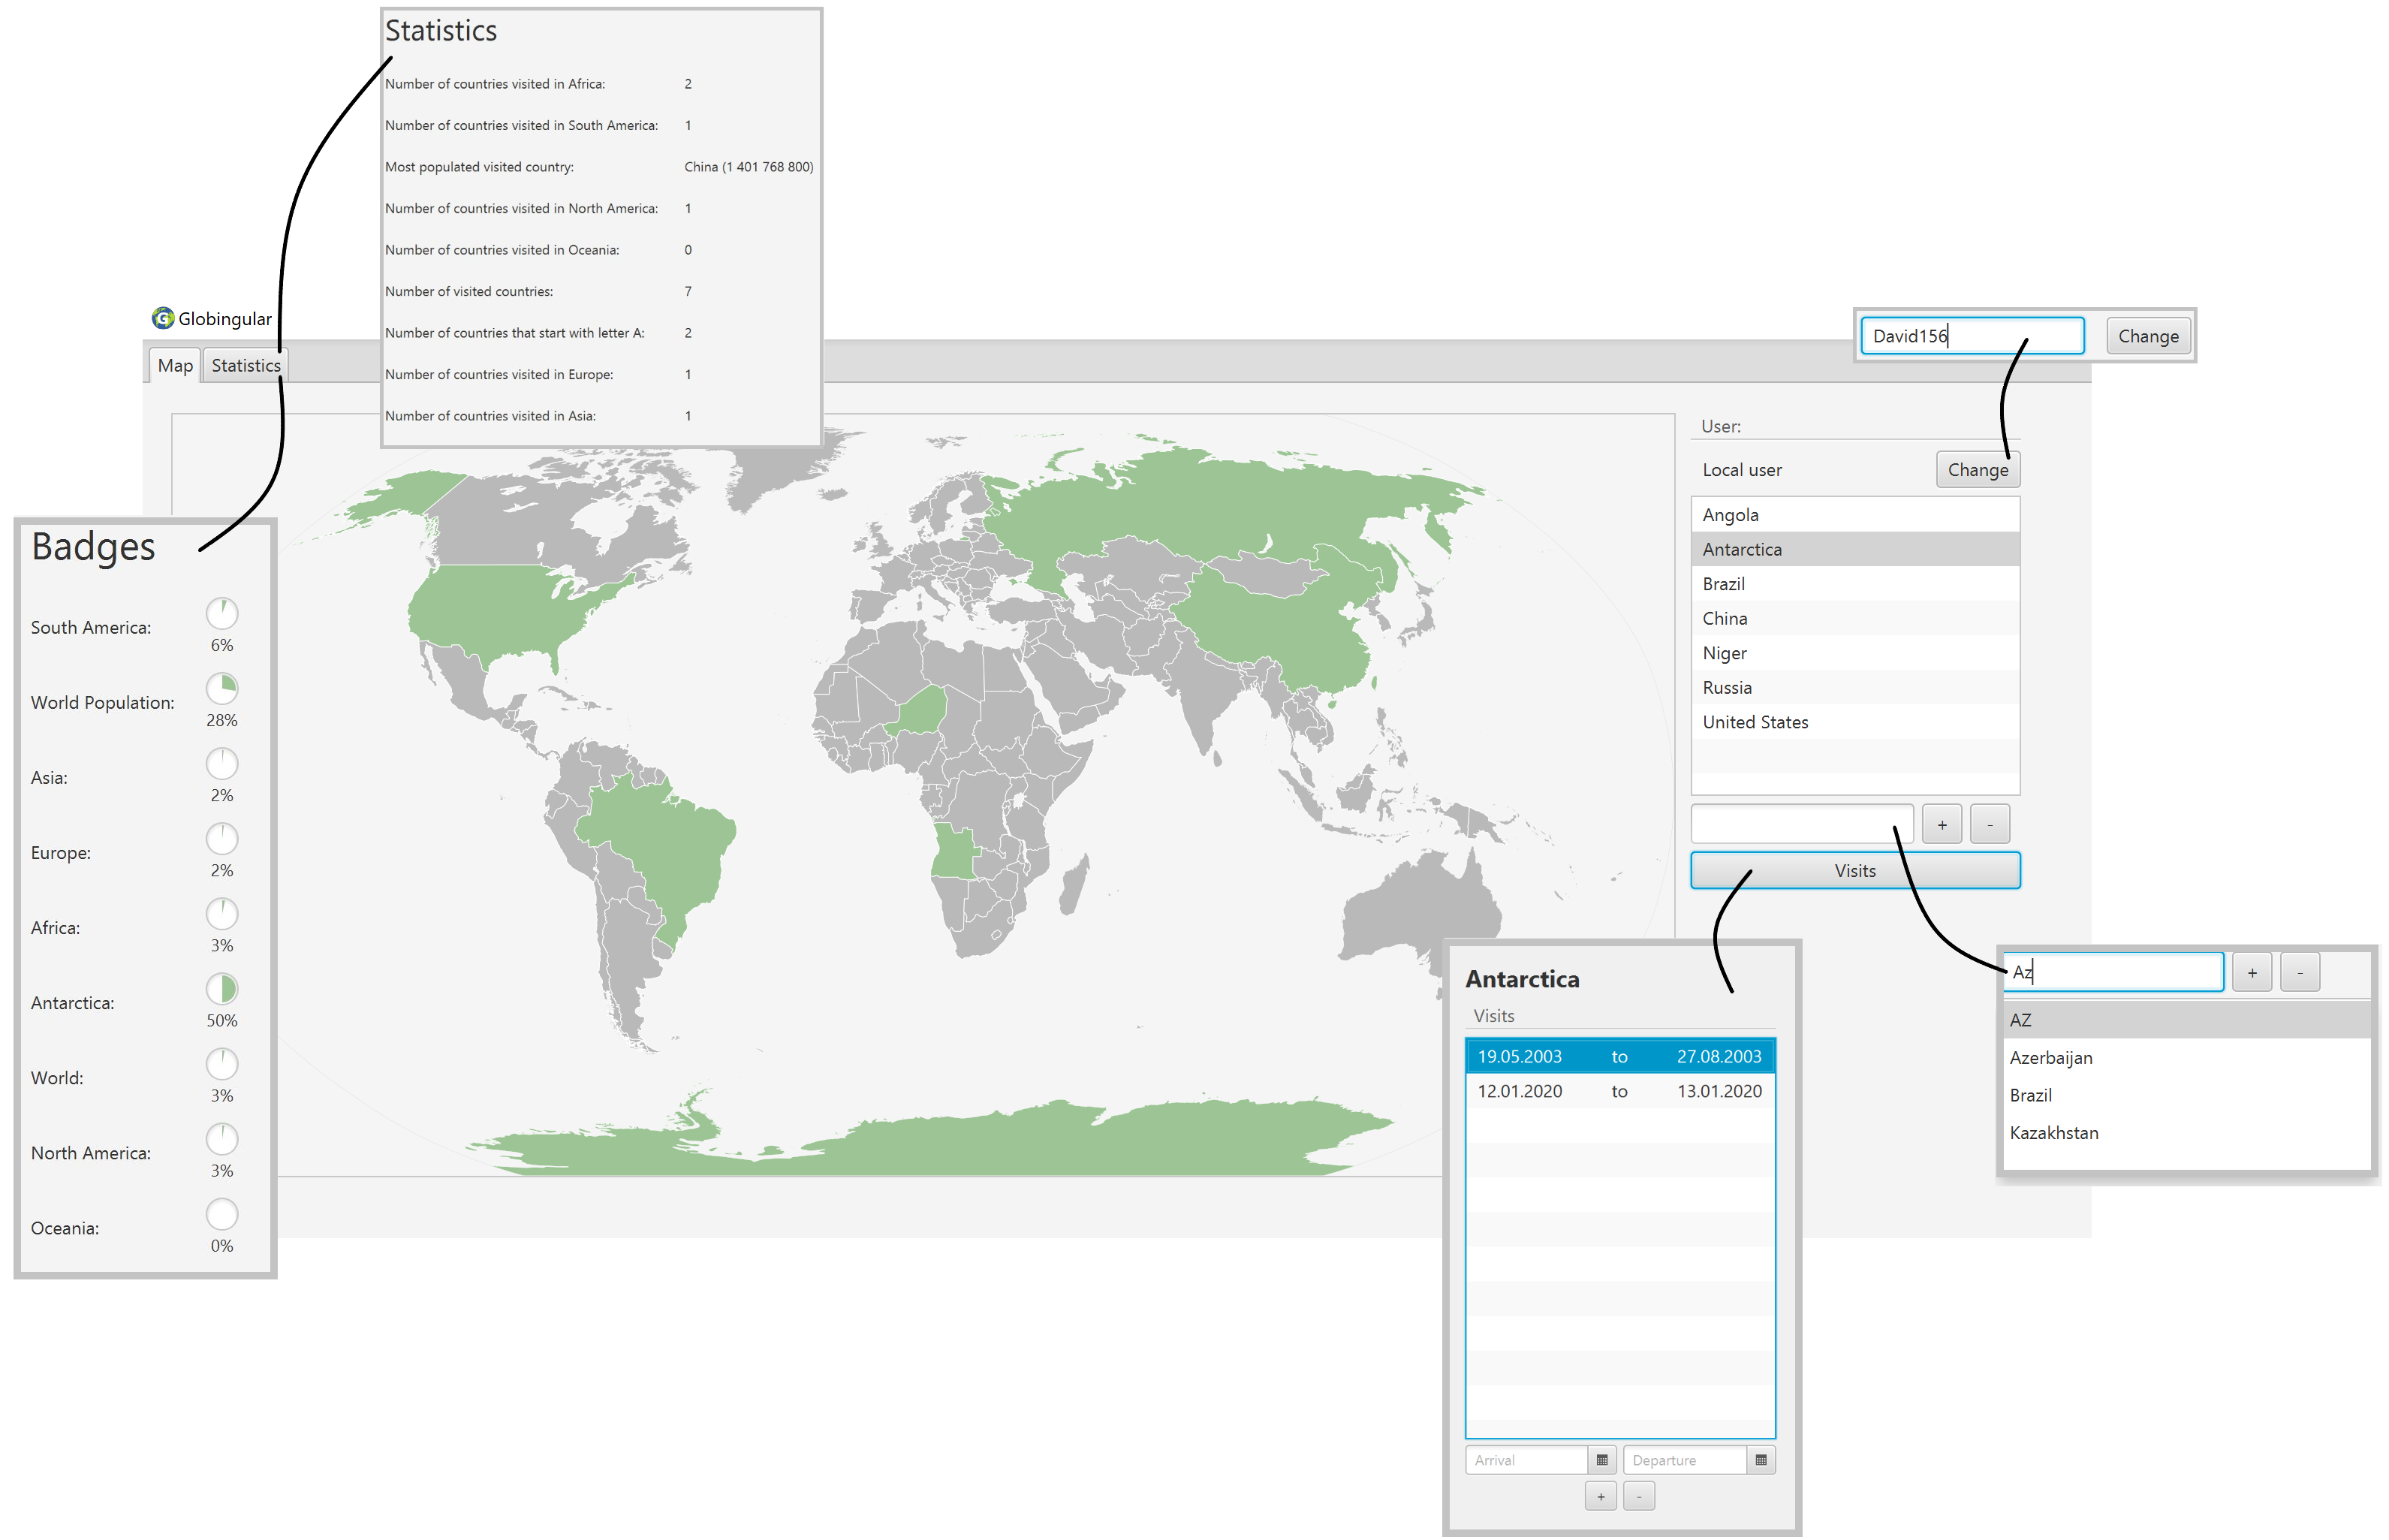 Statistics
Number of countries visited in Africa: 2
Number of countries visited in South America: 1
Most populated visited country: China (1 401 768 800)
Number of countries visited in North America: 1
Number of countries visited in Oceania: 0
Number of visited countries: 7
Number of countries that start with letter A: 2
Number of countries visited in Europe: 1
Number of countries visited in Asia: 1
G Globingular
Map Statistics
David156 Change
User:
Local user Change
Angola
Antarctica
Brazil
China
Niger
Russia
United States
+ -
Visits
Badges
South America:
6%
World Population:
28%
Asia:
2%
Europe:
2%
Africa:
3%
Antarctica:
50%
World:
3%
North America:
3%
Oceania:
0%
Antarctica
Visits
19.05.2003 to 27.08.2003
12.01.2020 to 13.01.2020
Arrival Departure
+ -
Az + -
AZ
Azerbaijan
Brazil
Kazakhstan